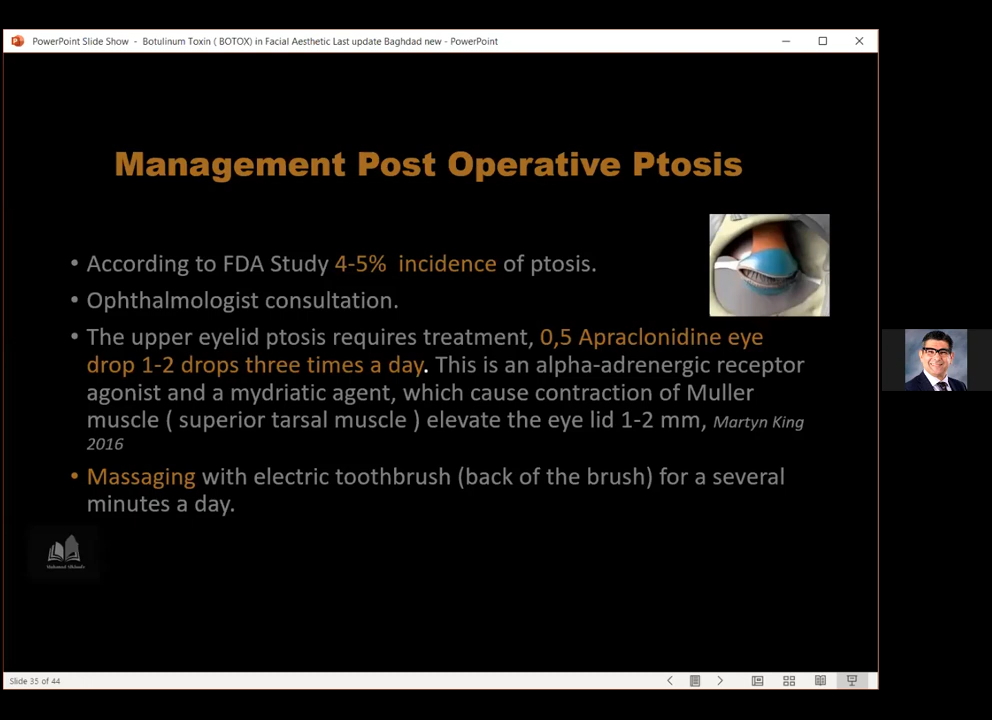 PowerPoint Slide Show - Botulinum Toxin ( BOTOX) in Facial Aesthetic Last update Baghdad new - PowerPoint
Management Post Operative Ptosis
• According to FDA Study 4-5% incidence of ptosis.
• Ophthalmologist consultation.
• The upper eyelid ptosis requires treatment, 0,5 Apraclonidine eye
drop 1-2 drops three times a day. This is an alpha-adrenergic receptor
agonist and a mydriatic agent, which cause contraction of Muller
muscle ( superior tarsal muscle ) elevate the eye lid 1-2 mm, Martyn King
2016
• Massaging with electric toothbrush (back of the brush) for a several
minutes a day.
Slide 35 of 44